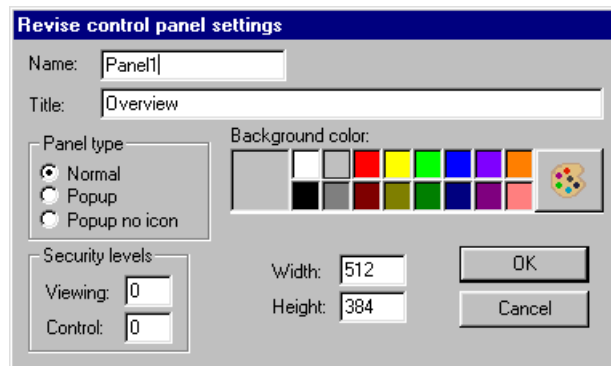 Revise control panel settings
Name: Panel1
Title: Overview
Panel type
Normal
Popup
Popup no icon
Background color:
Security levels
Viewing: 0
Control: 0
Width: 512
Height: 384
OK
Cancel